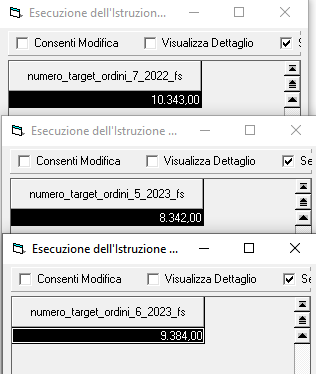 Esecuzione dell'Istruzione ...
Consenti Modifica Visualizza Dettaglio Se
numero_target_ordini_7_2022_fs
10.343,00
Esecuzione dell'Istruzione ...
Consenti Modifica Visualizza Dettaglio Se
numero_target_ordini_5_2023_fs
8.342,00
Esecuzione dell'Istruzione ...
Consenti Modifica Visualizza Dettaglio Se
numero_target_ordini_6_2023_fs
9.384,00